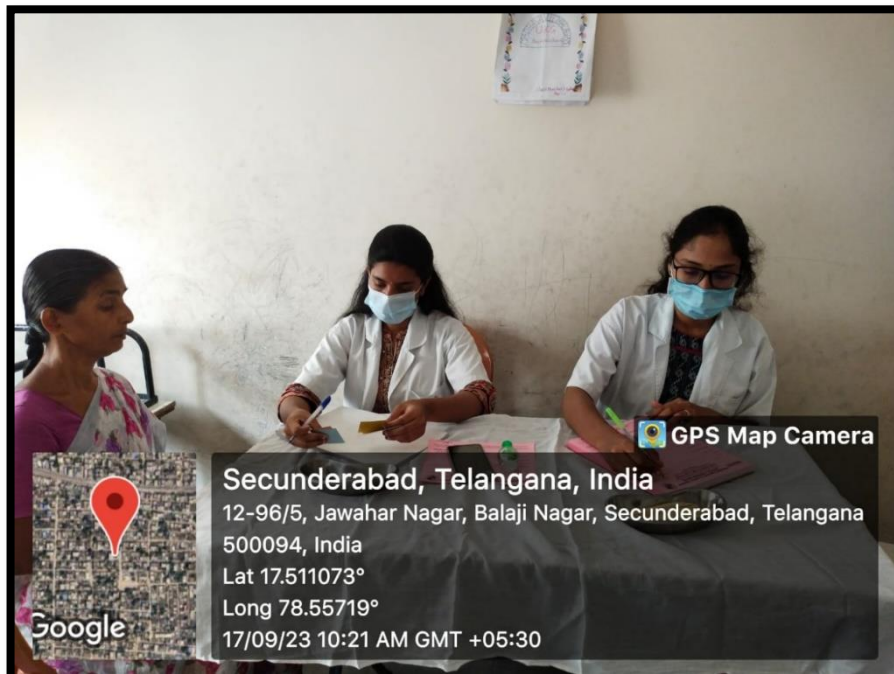 GPS Map Camera
Secunderabad, Telangana, India
12-96/5, Jawahar Nagar, Balaji Nagar, Secunderabad, Telangana
500094, India
Lat 17.511073°
Long 78.55719°
17/09/23 10:21 AM GMT +05:30
Google